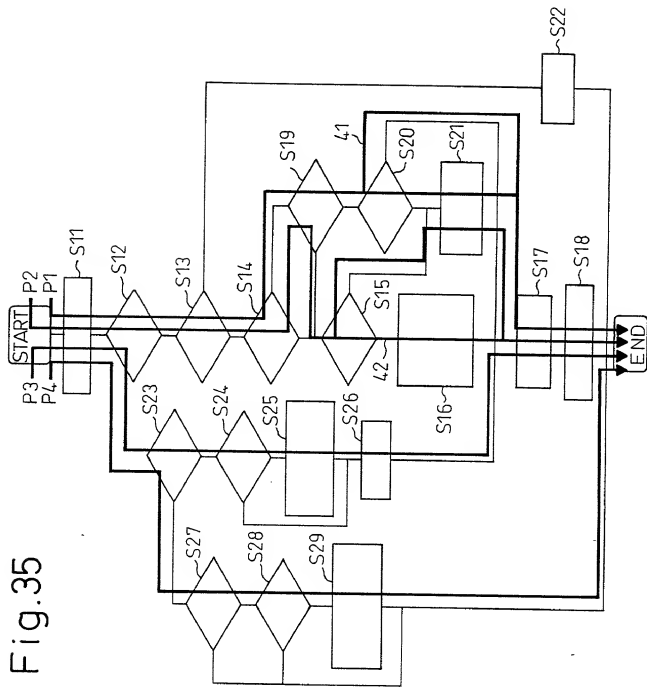 Fig.35
START
P3
P4
P2
P1
S11
S12
S13
S14
S19
S20
41
S21
S22
S15
42
S16
S17
S18
S23
S24
S25
S26
S27
S28
S29
END